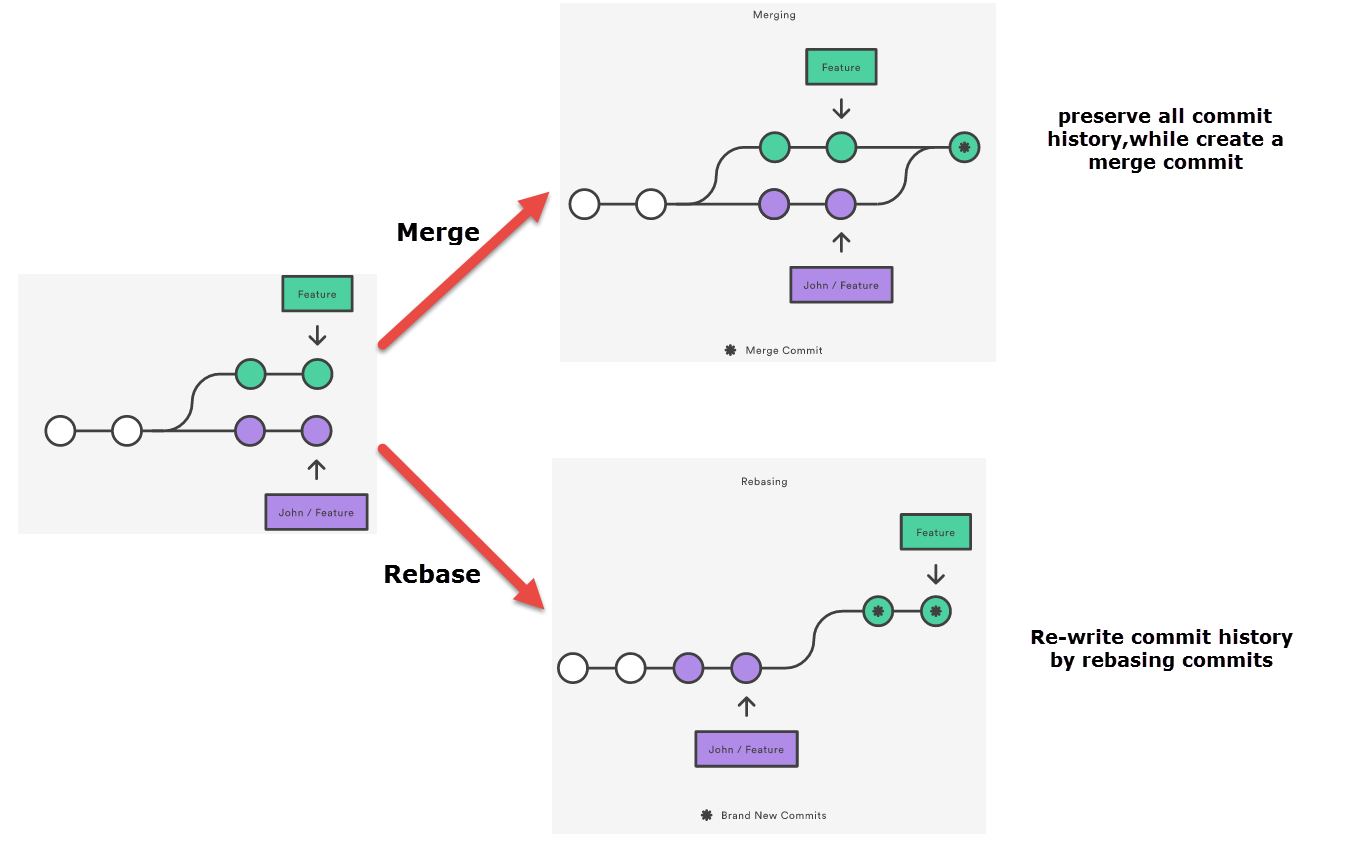 Merging
Feature
preserve all commit
history,while create a
merge commit
Merge
John / Feature
Merge Commit
Feature
John / Feature
Rebase
Rebasing
Feature
Re-write commit history
by rebasing commits
John / Feature
Brand New Commits